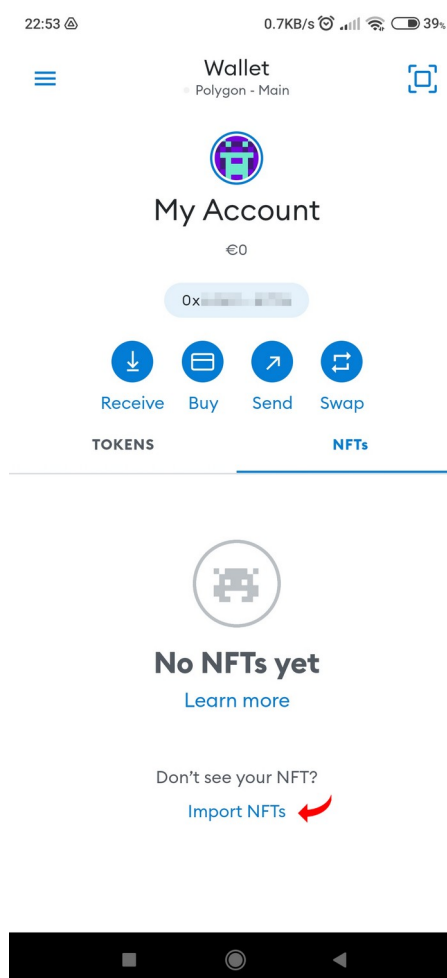 22:53 0.7KB/s 39%
Wallet
Polygon - Main
My Account
€0
0x
Receive Buy Send Swap
TOKENS NFTs
No NFTs yet
Learn more
Don't see your NFT?
Import NFTs